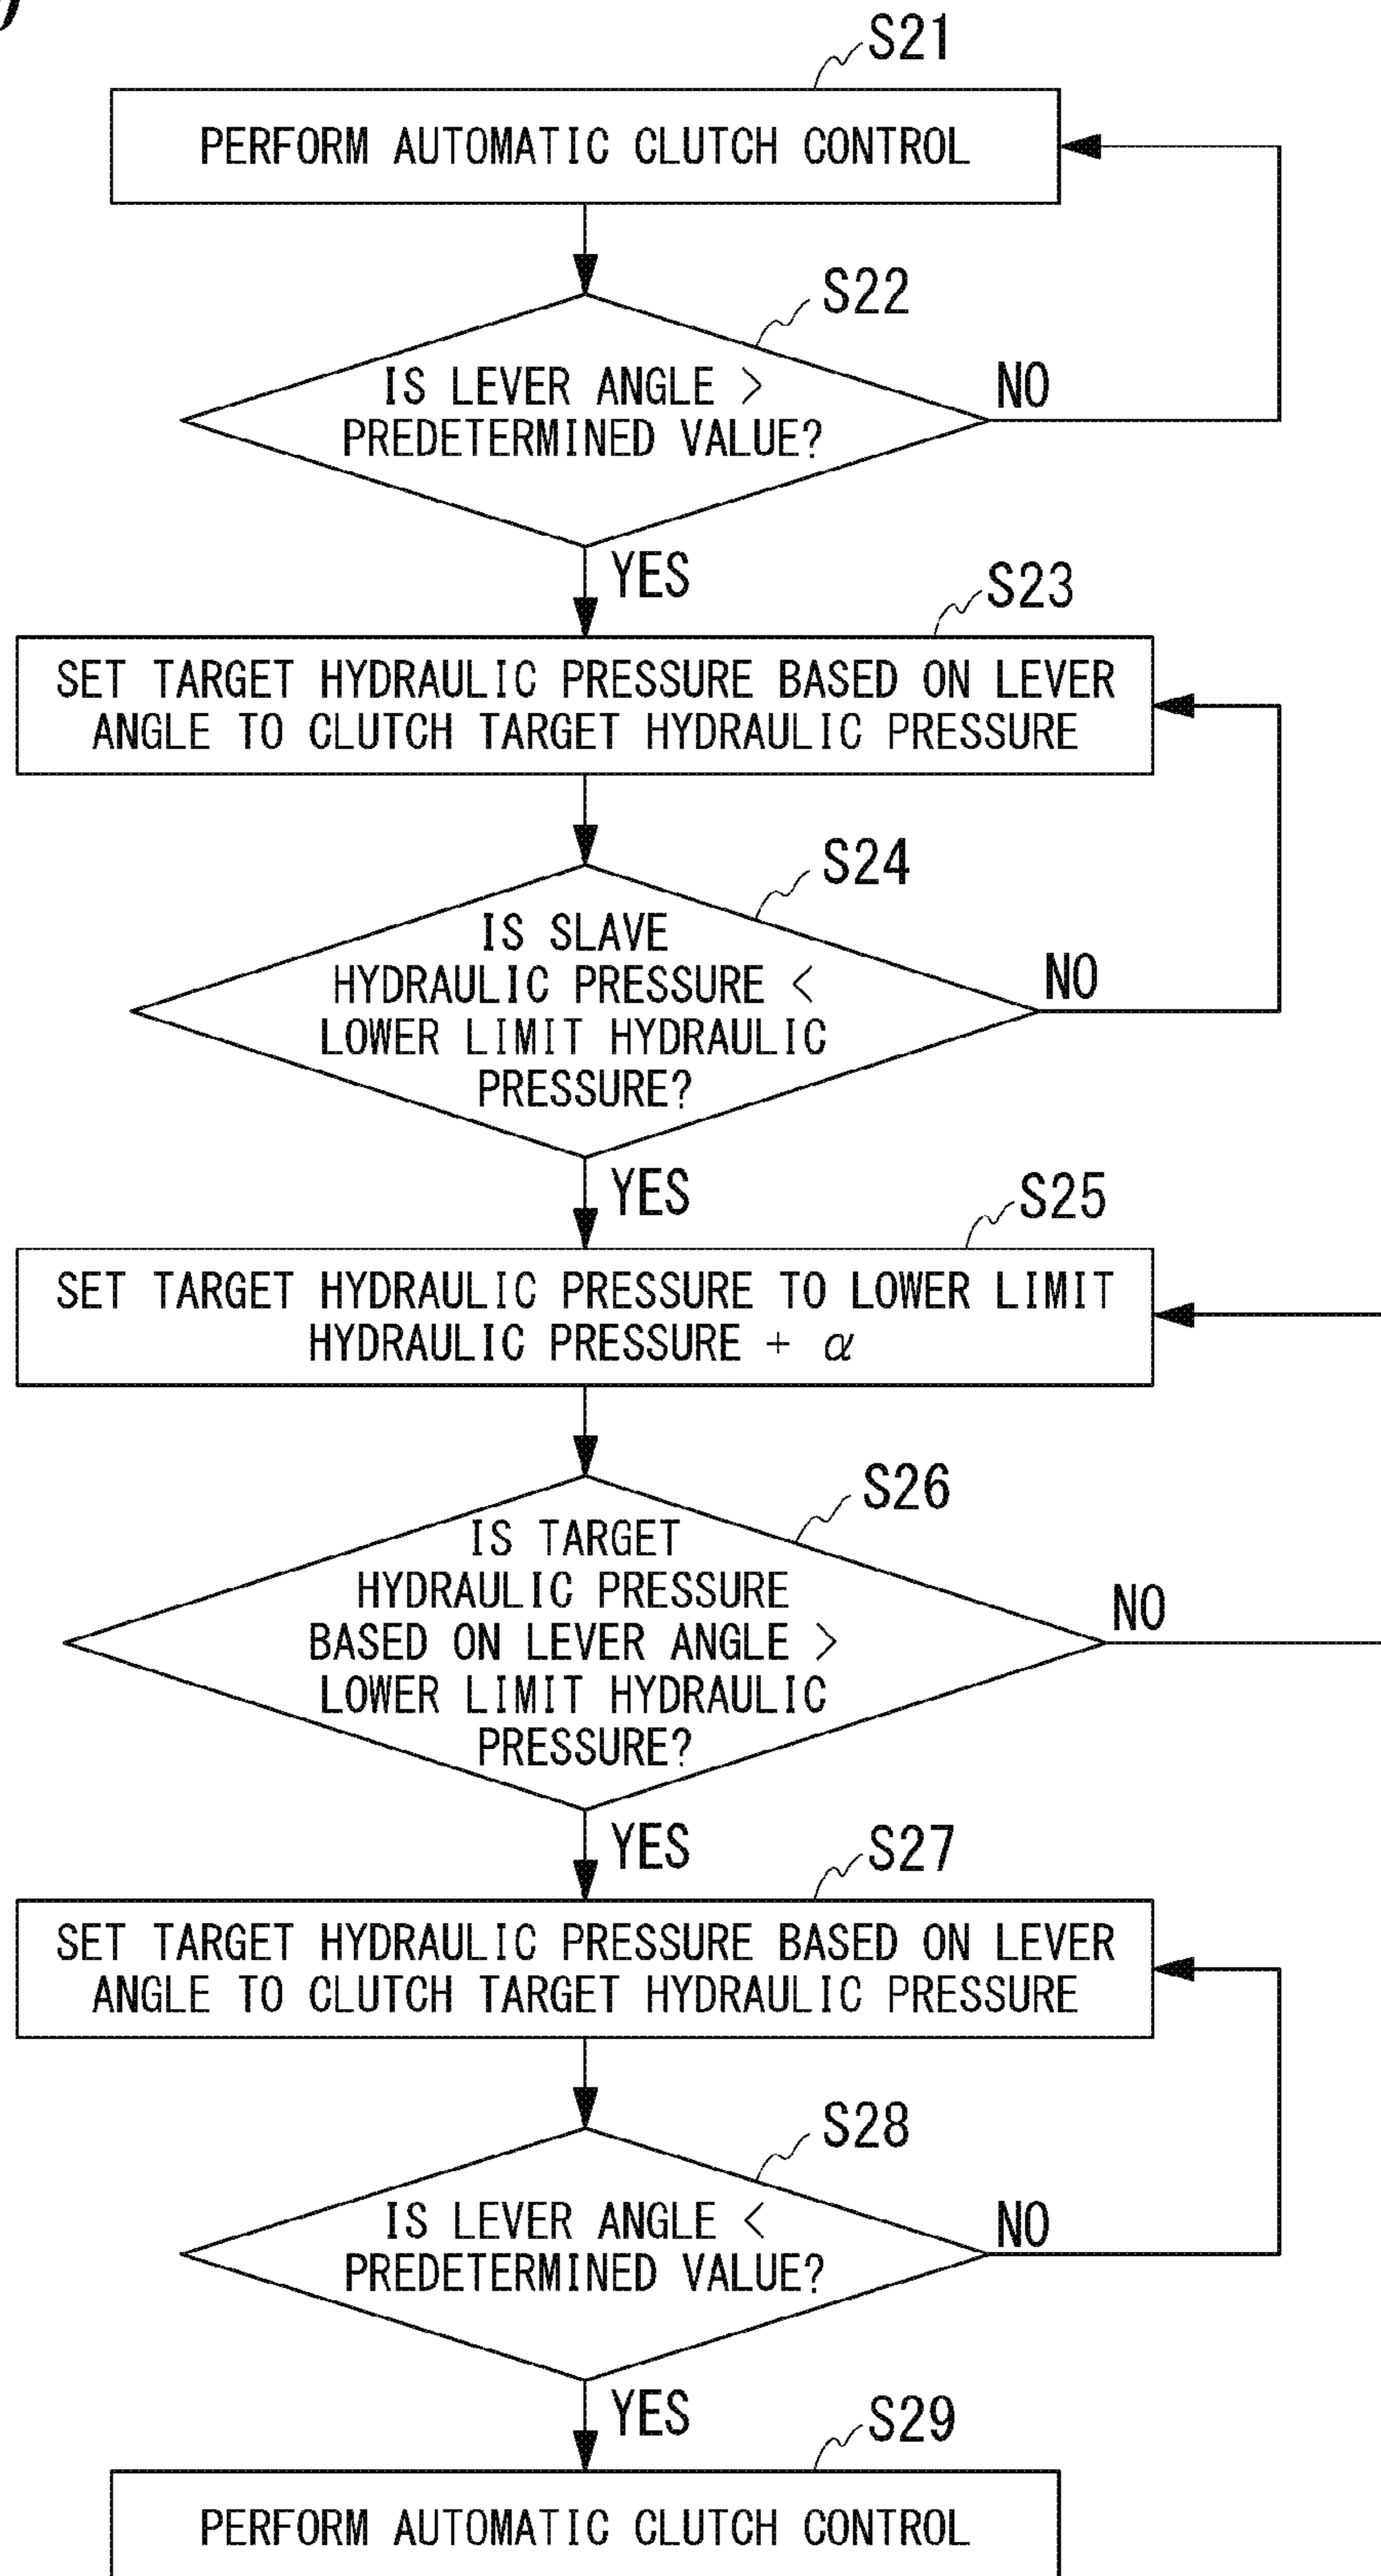 S21
PERFORM AUTOMATIC CLUTCH CONTROL
S22
IS LEVER ANGLE >
PREDETERMINED VALUE?
NO
YES
S23
SET TARGET HYDRAULIC PRESSURE BASED ON LEVER
ANGLE TO CLUTCH TARGET HYDRAULIC PRESSURE
S24
IS SLAVE
HYDRAULIC PRESSURE <
LOWER LIMIT HYDRAULIC
PRESSURE?
NO
YES
S25
SET TARGET HYDRAULIC PRESSURE TO LOWER LIMIT
HYDRAULIC PRESSURE + α
S26
IS TARGET
HYDRAULIC PRESSURE
BASED ON LEVER ANGLE >
LOWER LIMIT HYDRAULIC
PRESSURE?
NO
YES
S27
SET TARGET HYDRAULIC PRESSURE BASED ON LEVER
ANGLE TO CLUTCH TARGET HYDRAULIC PRESSURE
S28
IS LEVER ANGLE <
PREDETERMINED VALUE?
NO
YES
S29
PERFORM AUTOMATIC CLUTCH CONTROL